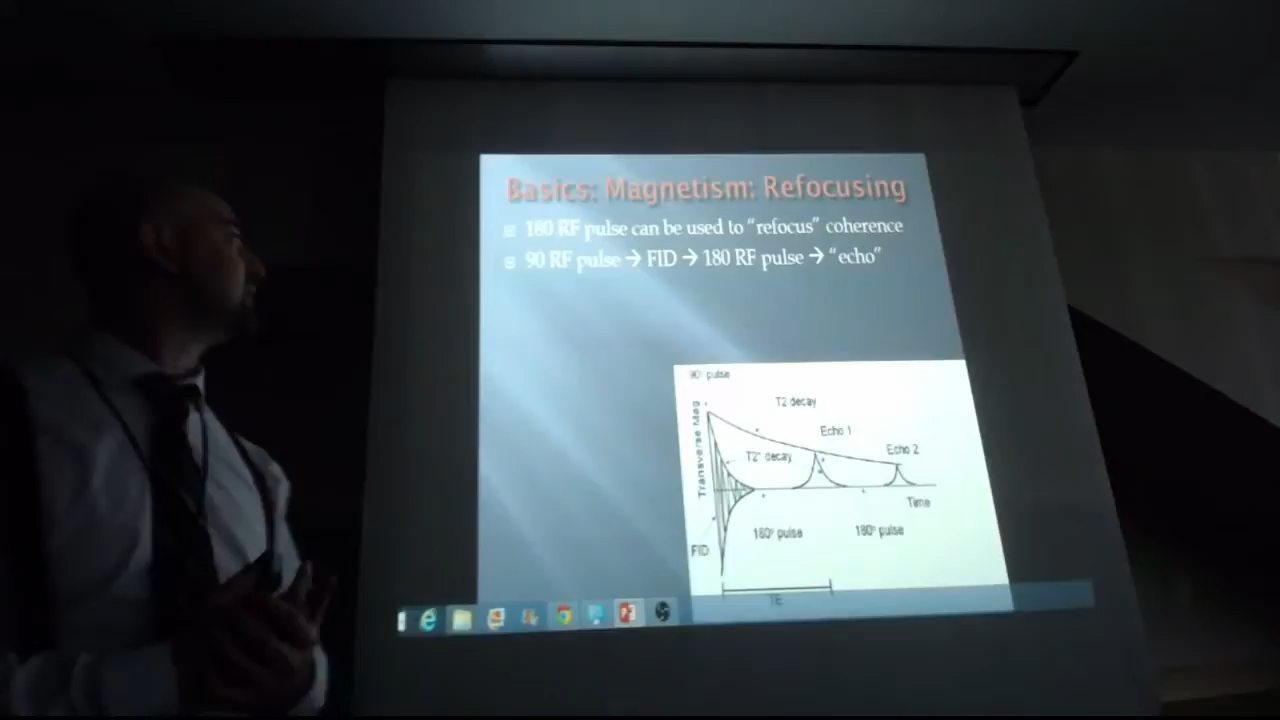 Basics: Magnetism: Refocusing
180 RF pulse can be used to “refocus” coherence
90 RF pulse → FID → 180 RF pulse → “echo”
90° pulse
T2 decay
Echo 1
Echo 2
T2* decay
Transverse Mag
Time
180° pulse
180° pulse
FID
TE